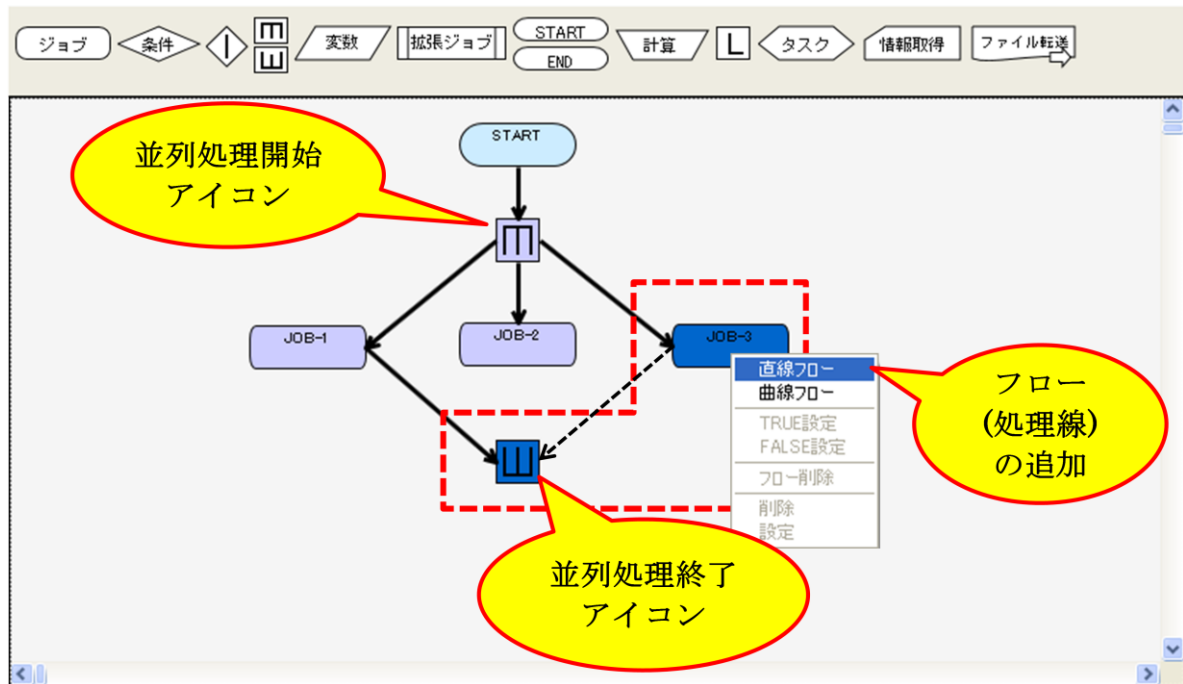 ジョブ
条件
変数
拡張ジョブ
START
END
計算
L
タスク
情報取得
ファイル転送
並列処理開始
アイコン
START
JOB-1
JOB-2
JOB-3
直線フロー
曲線フロー
TRUE設定
FALSE設定
フロー削除
削除
設定
フロー
(処理線)
の追加
並列処理終了
アイコン